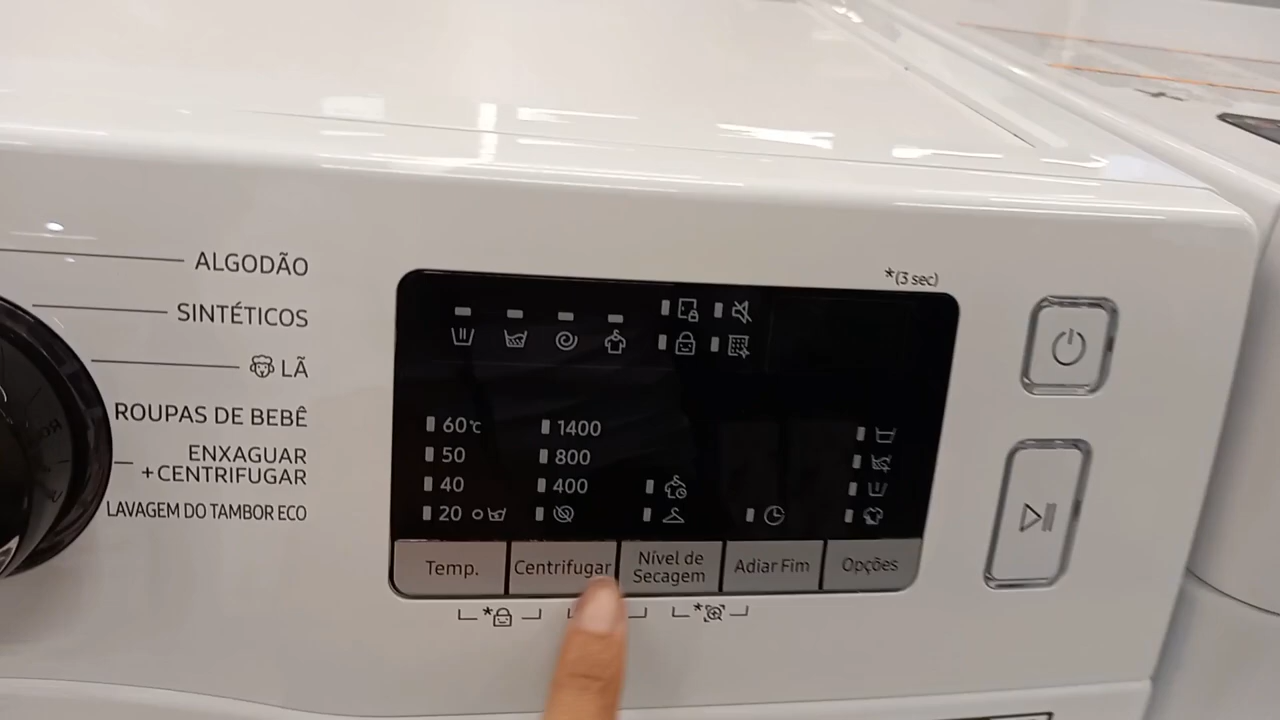 ALGODÃO
SINTÉTICOS
LÃ
ROUPAS DE BEBÊ
ENXAGUAR
+CENTRIFUGAR
LAVAGEM DO TAMBOR ECO
*(3 sec)
60°C
50
40
20
1400
800
400
Temp.
Centrifugar
Nível de
Secagem
Adiar Fim
Opções
*
*